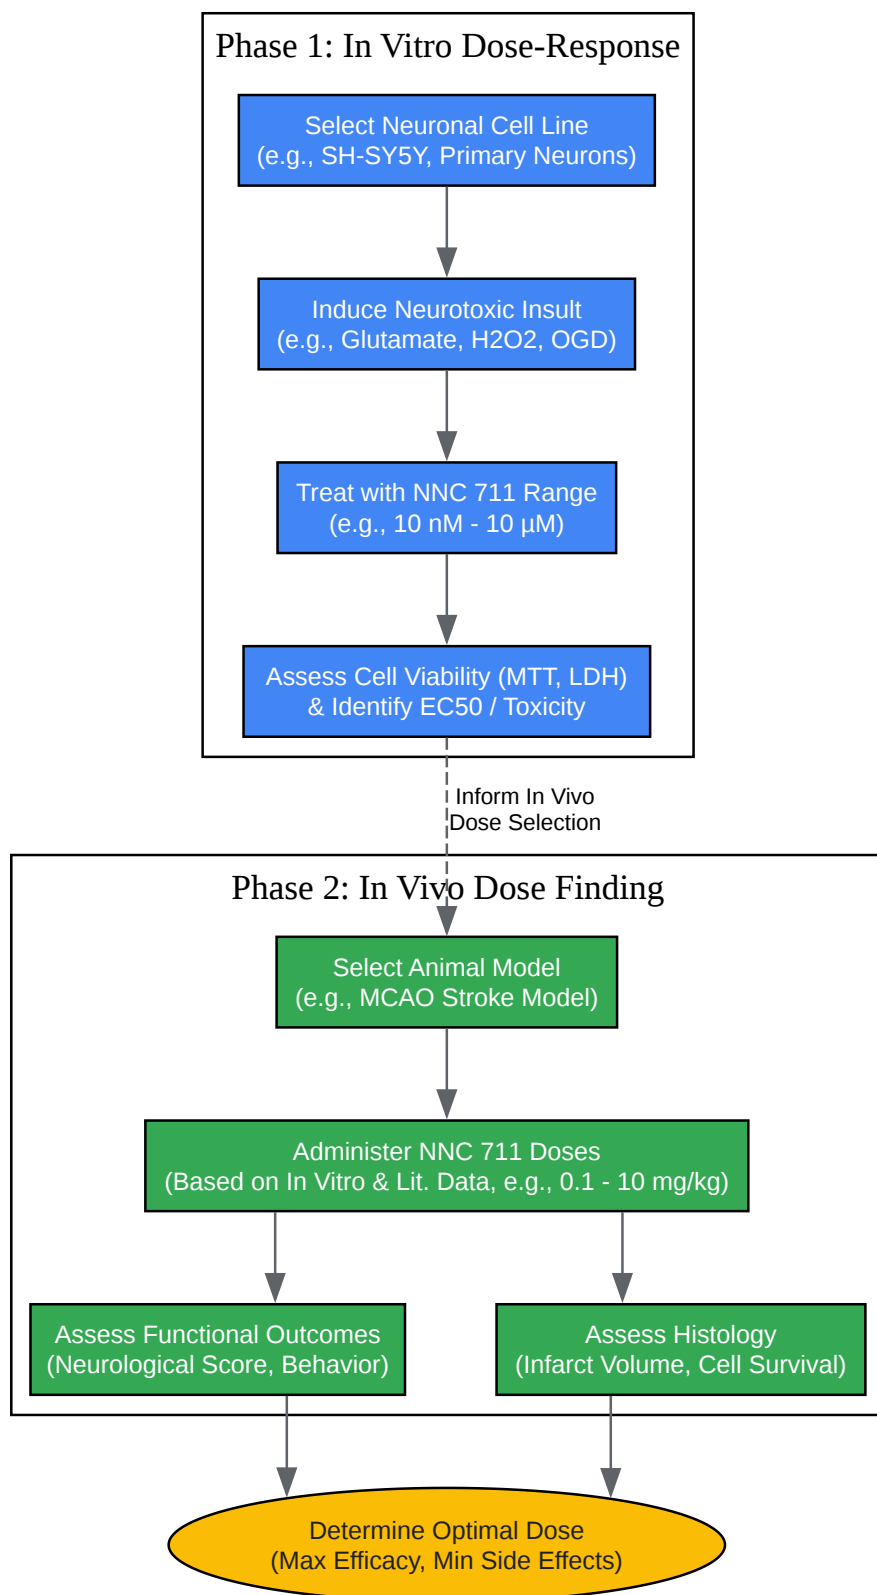 Phase 1: In Vitro Dose-Response
Select Neuronal Cell Line
(e.g., SH-SY5Y, Primary Neurons)
Induce Neurotoxic Insult
(e.g., Glutamate, H2O2, OGD)
Treat with NNC 711 Range
(e.g., 10 nM - 10 µM)
Assess Cell Viability (MTT, LDH)
& Identify EC50 / Toxicity
Inform In Vivo
Dose Selection
Phase 2: In Vivo Dose Finding
Select Animal Model
(e.g., MCAO Stroke Model)
Administer NNC 711 Doses
(Based on In Vitro & Lit. Data, e.g., 0.1 - 10 mg/kg)
Assess Functional Outcomes
(Neurological Score, Behavior)
Assess Histology
(Infarct Volume, Cell Survival)
Determine Optimal Dose
(Max Efficacy, Min Side Effects)